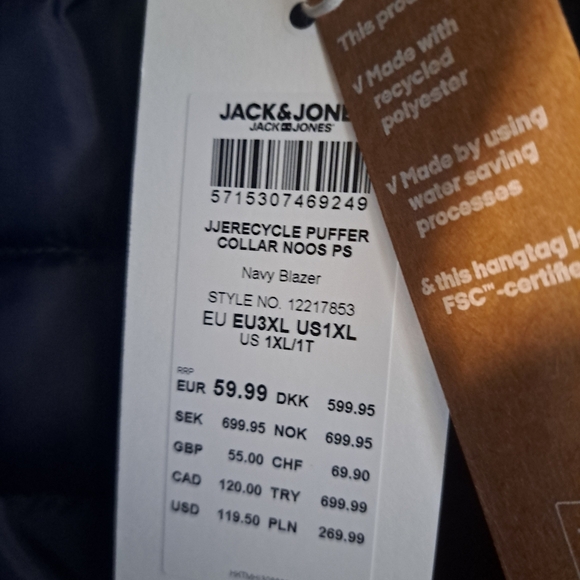 JACK&JONE
JACK&JONES
5715307469249
JJERECYCLE PUFFER
COLLAR NOOS PS
Navy Blazer
STYLE NO. 12217853
EU EU3XL US1XL
US 1XL/1T
RRP
EUR 59.99 DKK 599.95
SEK 699.95 NOK 699.95
GBP 55.00 CHF 69.90
CAD 120.00 TRY 699.99
USD 119.50 PLN 269.99
This
√ Made with
recycled
polyester
√ Made by using
water saving
processes
& this hangtag
FSC™-certifie